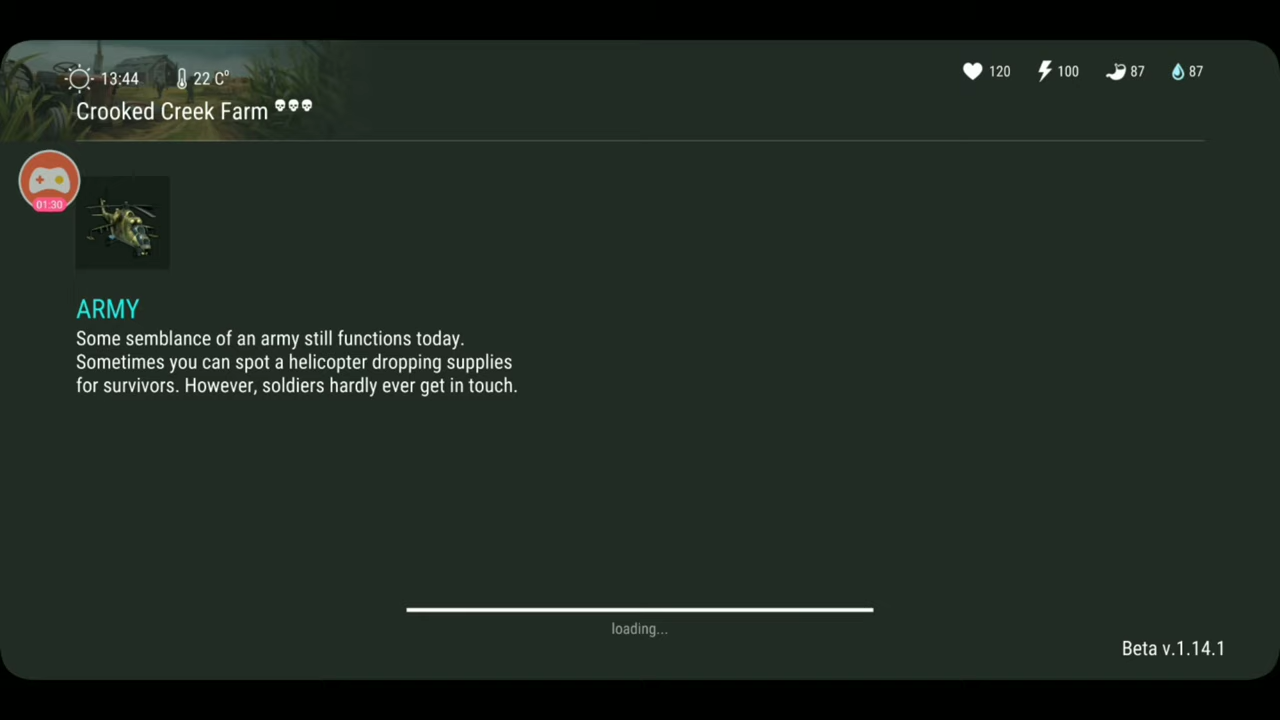 13:44 22 C⁰
120 100 87 87
Crooked Creek Farm
01:30
ARMY
Some semblance of an army still functions today.
Sometimes you can spot a helicopter dropping supplies
for survivors. However, soldiers hardly ever get in touch.
loading...
Beta v.1.14.1